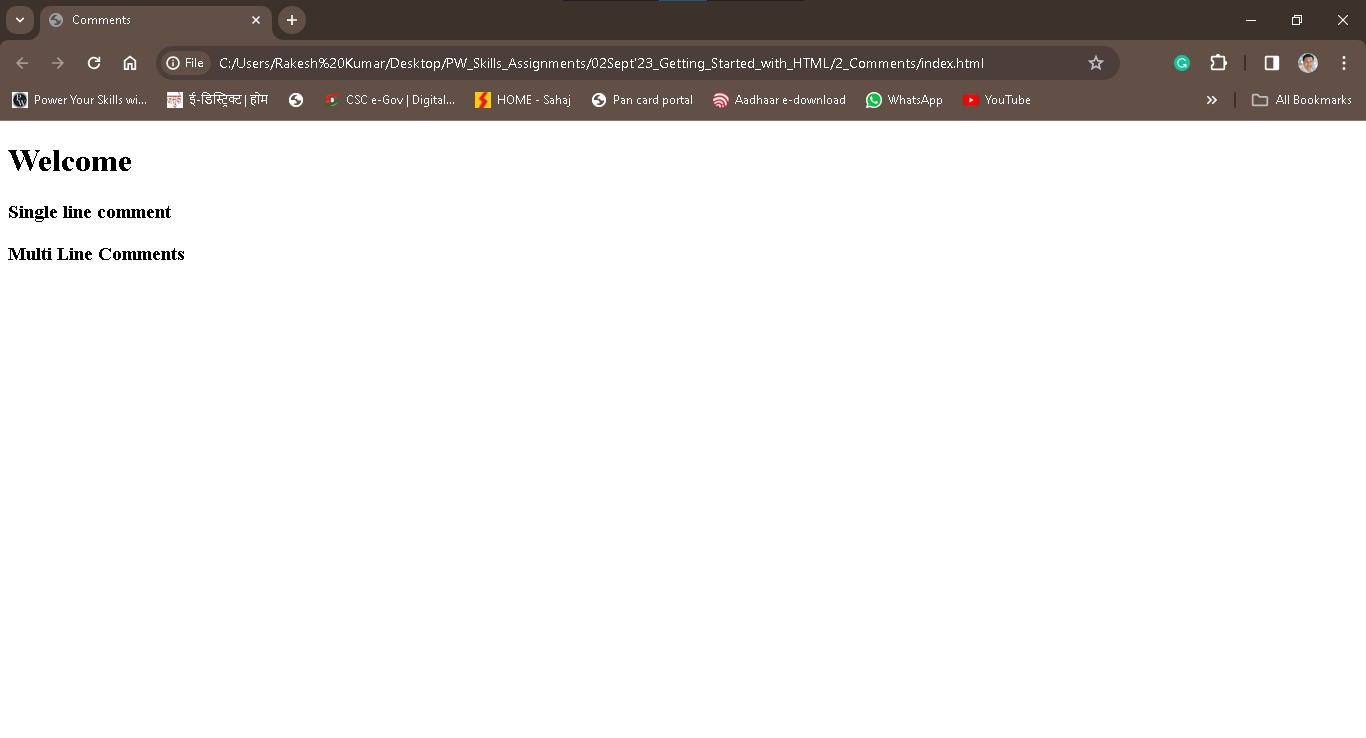 Comments
File C:/Users/Rakesh%20Kumar/Desktop/PW_Skills_Assignments/02Sept'23_Getting_Started_with_HTML/2_Comments/index.html
Power Your Skills wi... ई-डिस्ट्रिक्ट | होम CSC e-Gov | Digital... HOME - Sahaj Pan card portal Aadhaar e-download WhatsApp YouTube » All Bookmarks
Welcome
Single line comment
Multi Line Comments